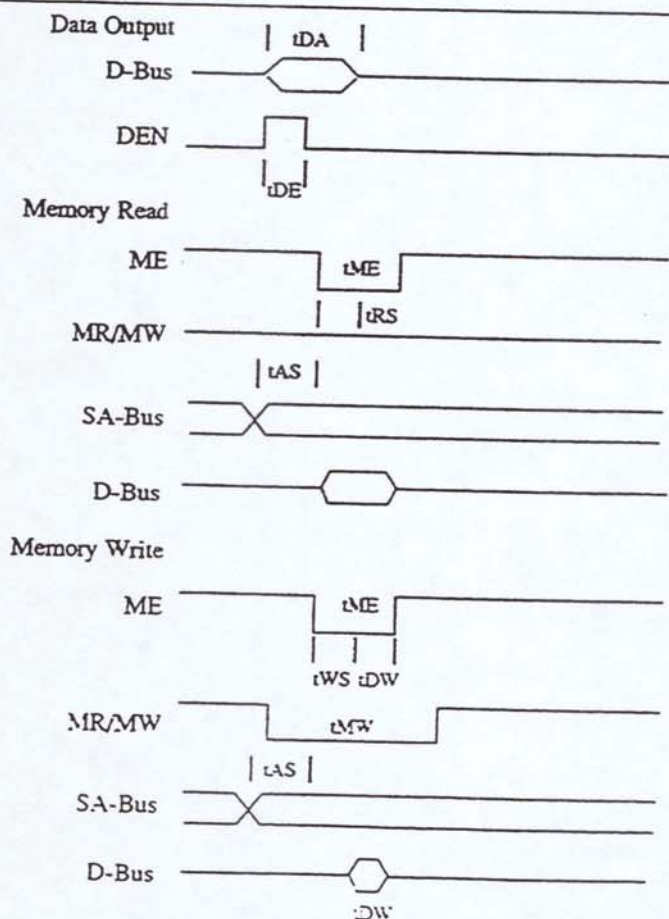 Data Output
tDA
D-Bus
DEN
tDE
Memory Read
ME
tME
tRS
MR/MW
tAS
SA-Bus
D-Bus
Memory Write
ME
tME
tWS tDW
MR/MW
tMW
tAS
SA-Bus
D-Bus
tDW